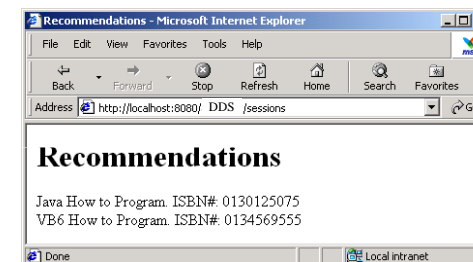 Recommendations - Microsoft Internet Explorer
File Edit View Favorites Tools Help
Back Forward Stop Refresh Home Search Favorites
Address http://localhost:8080/ DDS /sessions
Recommendations
Java How to Program. ISBN#: 0130125075
VB6 How to Program. ISBN#: 0134569555
Done Local intranet